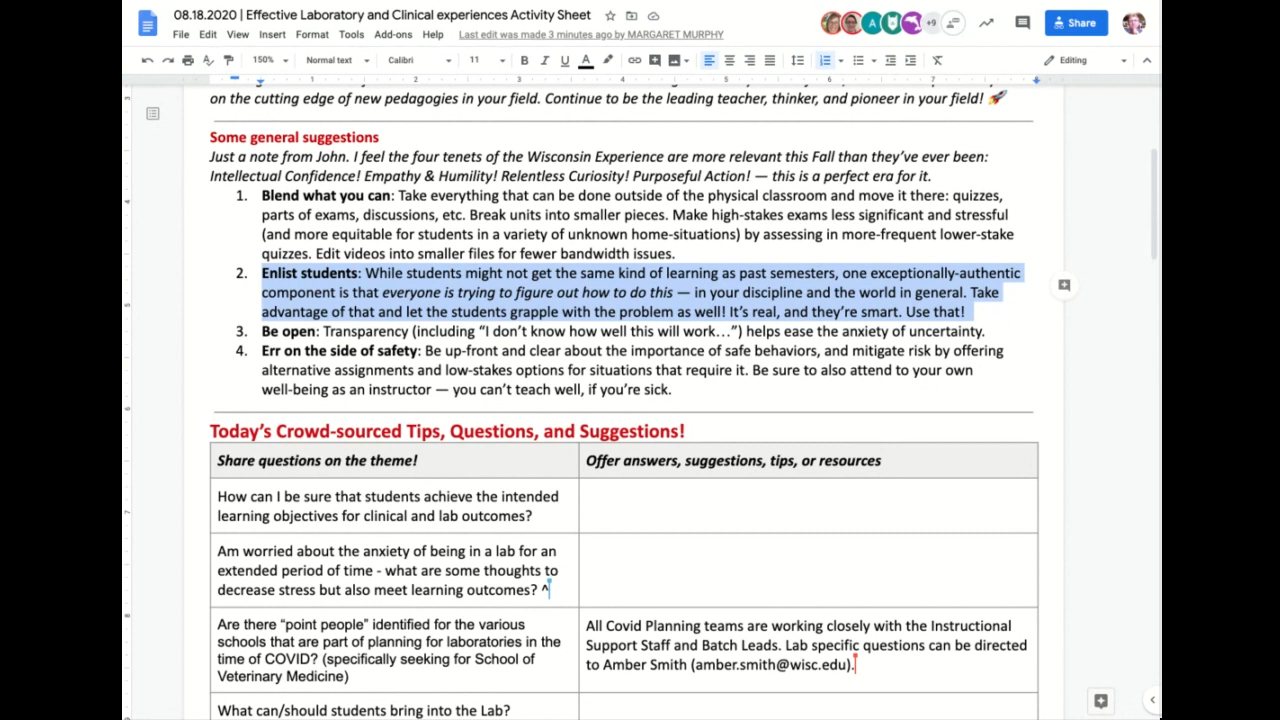 08.18.2020 | Effective Laboratory and Clinical experiences Activity Sheet
A
+9
Share
File Edit View Insert Format Tools Add-ons Help Last edit was made 3 minutes ago by MARGARET MURPHY
150% Normal text Calibri 11 B I U A Editing
1 2 3 4 5 6 7
on the cutting edge of new pedagogies in your field. Continue to be the leading teacher, thinker, and pioneer in your field! 🚀
Some general suggestions
Just a note from John. I feel the four tenets of the Wisconsin Experience are more relevant this Fall than they’ve ever been:
Intellectual Confidence! Empathy & Humility! Relentless Curiosity! Purposeful Action! — this is a perfect era for it.
1. Blend what you can: Take everything that can be done outside of the physical classroom and move it there: quizzes,
parts of exams, discussions, etc. Break units into smaller pieces. Make high-stakes exams less significant and stressful
(and more equitable for students in a variety of unknown home-situations) by assessing in more-frequent lower-stake
quizzes. Edit videos into smaller files for fewer bandwidth issues.
2. Enlist students: While students might not get the same kind of learning as past semesters, one exceptionally-authentic
component is that everyone is trying to figure out how to do this — in your discipline and the world in general. Take
advantage of that and let the students grapple with the problem as well! It’s real, and they’re smart. Use that!
3. Be open: Transparency (including “I don’t know how well this will work…”) helps ease the anxiety of uncertainty.
4. Err on the side of safety: Be up-front and clear about the importance of safe behaviors, and mitigate risk by offering
alternative assignments and low-stakes options for situations that require it. Be sure to also attend to your own
well-being as an instructor — you can’t teach well, if you’re sick.
Today’s Crowd-sourced Tips, Questions, and Suggestions!
Share questions on the theme!
Offer answers, suggestions, tips, or resources
How can I be sure that students achieve the intended
learning objectives for clinical and lab outcomes?
Am worried about the anxiety of being in a lab for an
extended period of time - what are some thoughts to
decrease stress but also meet learning outcomes? ^
Are there “point people” identified for the various
schools that are part of planning for laboratories in the
time of COVID? (specifically seeking for School of
Veterinary Medicine)
All Covid Planning teams are working closely with the Instructional
Support Staff and Batch Leads. Lab specific questions can be directed
to Amber Smith (amber.smith@wisc.edu).
What can/should students bring into the Lab?